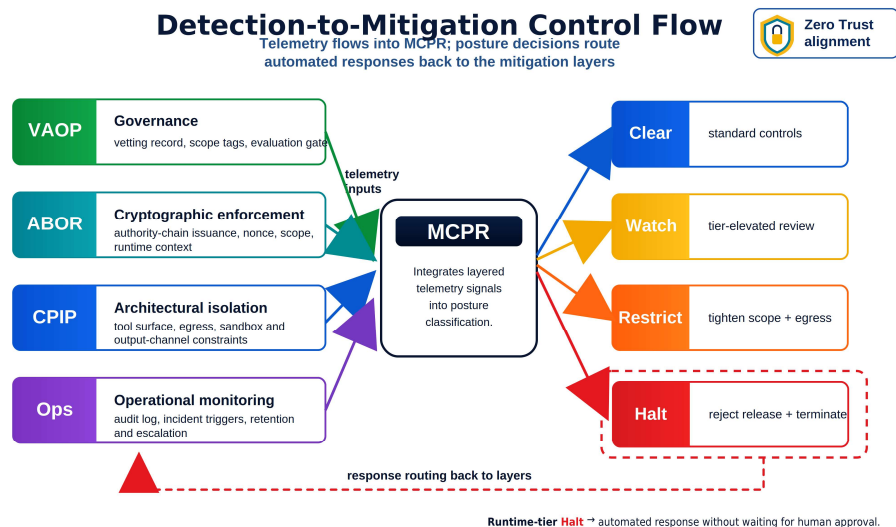 Detection-to-Mitigation Control Flow
Telemetry flows into MCPR; posture decisions route
automated responses back to the mitigation layers
Zero Trust
alignment
VAOP
Governance
vetting record, scope tags, evaluation gate
ABOR
Cryptographic enforcement
authority-chain issuance, nonce, scope,
runtime context
CPIP
Architectural isolation
tool surface, egress, sandbox and
output-channel constraints
Ops
Operational monitoring
audit log, incident triggers, retention
and escalation
telemetry
inputs
MCPR
Integrates layered
telemetry signals
into posture
classification.
Clear
standard controls
Watch
tier-elevated review
Restrict
tighten scope + egress
Halt
reject release + terminate
response routing back to layers
Runtime-tier Halt → automated response without waiting for human approval.